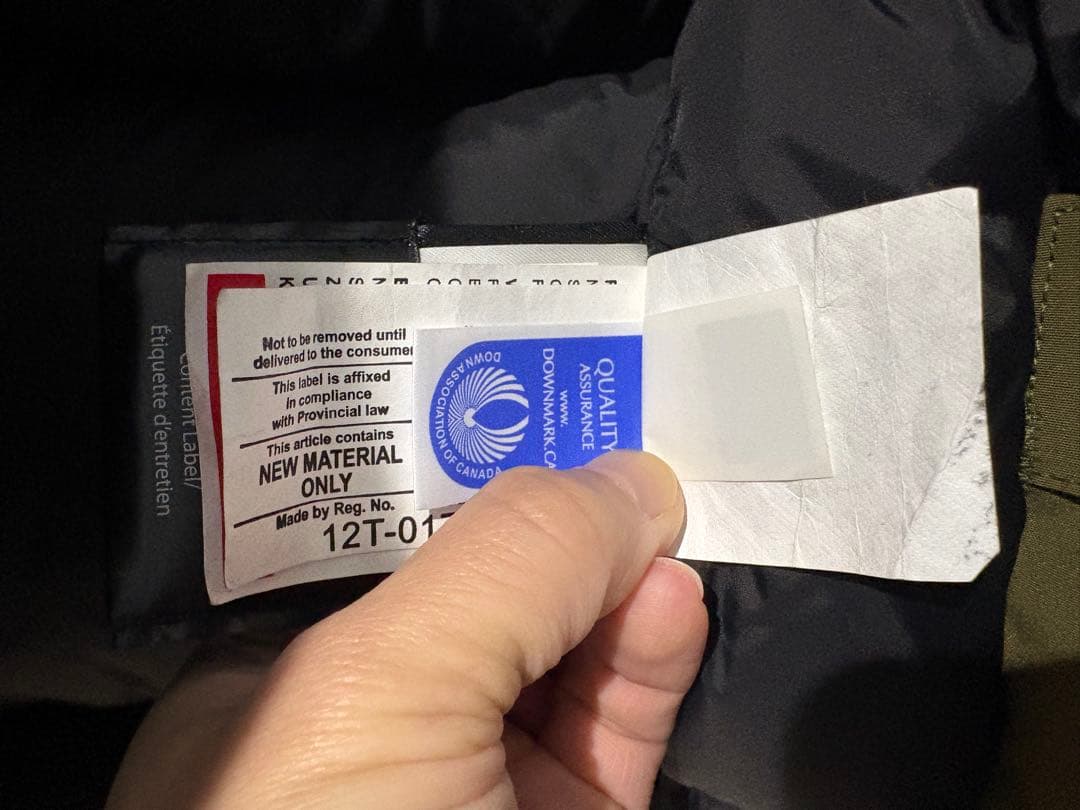 Not to be removed until
delivered to the consumer
This label is affixed
in compliance
with Provincial law
This article contains
NEW MATERIAL
ONLY
Made by Reg. No.
12T-01
QUALITY
ASSURANCE
www.
DOWNMARK.CA
DOWN ASSOCIATION OF CANADA
Content Label/
Étiquette d'entretien